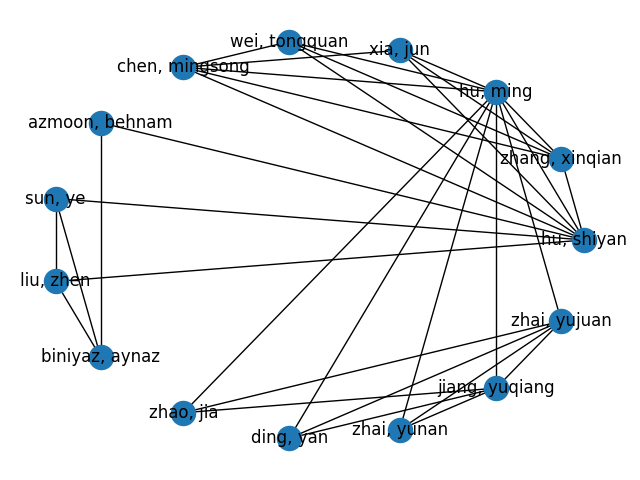 wei, tongquan
xia, jun
chen, mingsong
hu, ming
azmoon, behnam
zhang, xinqian
sun, ye
hu, shiyan
liu, zhen
zhai, yujuan
biniyaz, aynaz
jiang, yuqiang
zhao, jia
zhai, yunan
ding, yan